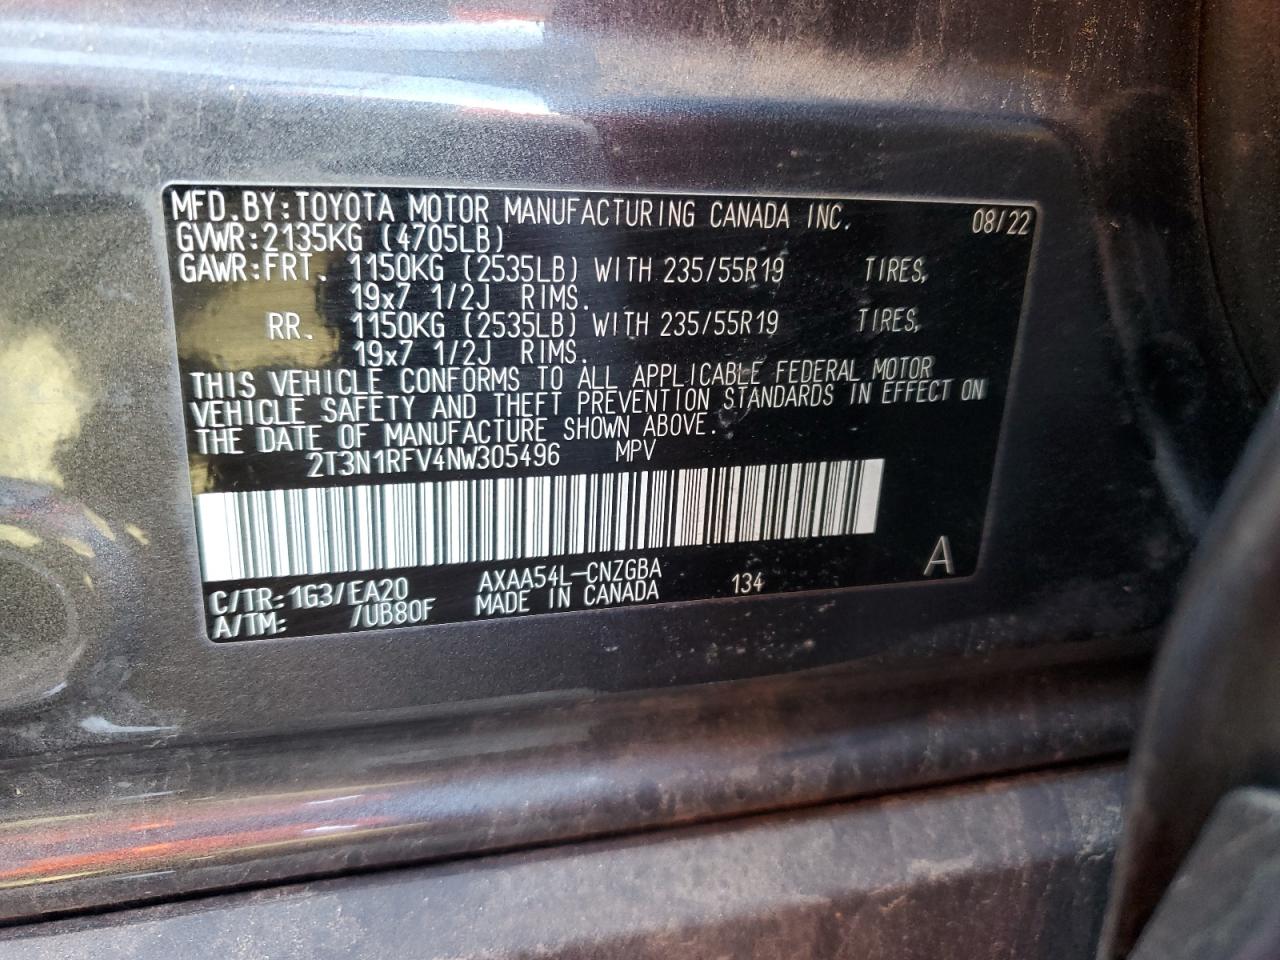 MFD.BY:TOYOTA MOTOR MANUFACTURING CANADA INC. 08/22
GVWR:2135KG (4705LB)
GAWR:FRT. 1150KG (2535LB) WITH 235/55R19 TIRES,
19x7 1/2J RIMS.
RR. 1150KG (2535LB) WITH 235/55R19 TIRES,
19x7 1/2J RIMS.
THIS VEHICLE CONFORMS TO ALL APPLICABLE FEDERAL MOTOR
VEHICLE SAFETY AND THEFT PREVENTION STANDARDS IN EFFECT ON
THE DATE OF MANUFACTURE SHOWN ABOVE.
2T3N1RFV4NW305496 MPV
C/TR:1G3/EA20 AXAA54L-CNZGBA 134 A
A/TM: /UB80F MADE IN CANADA